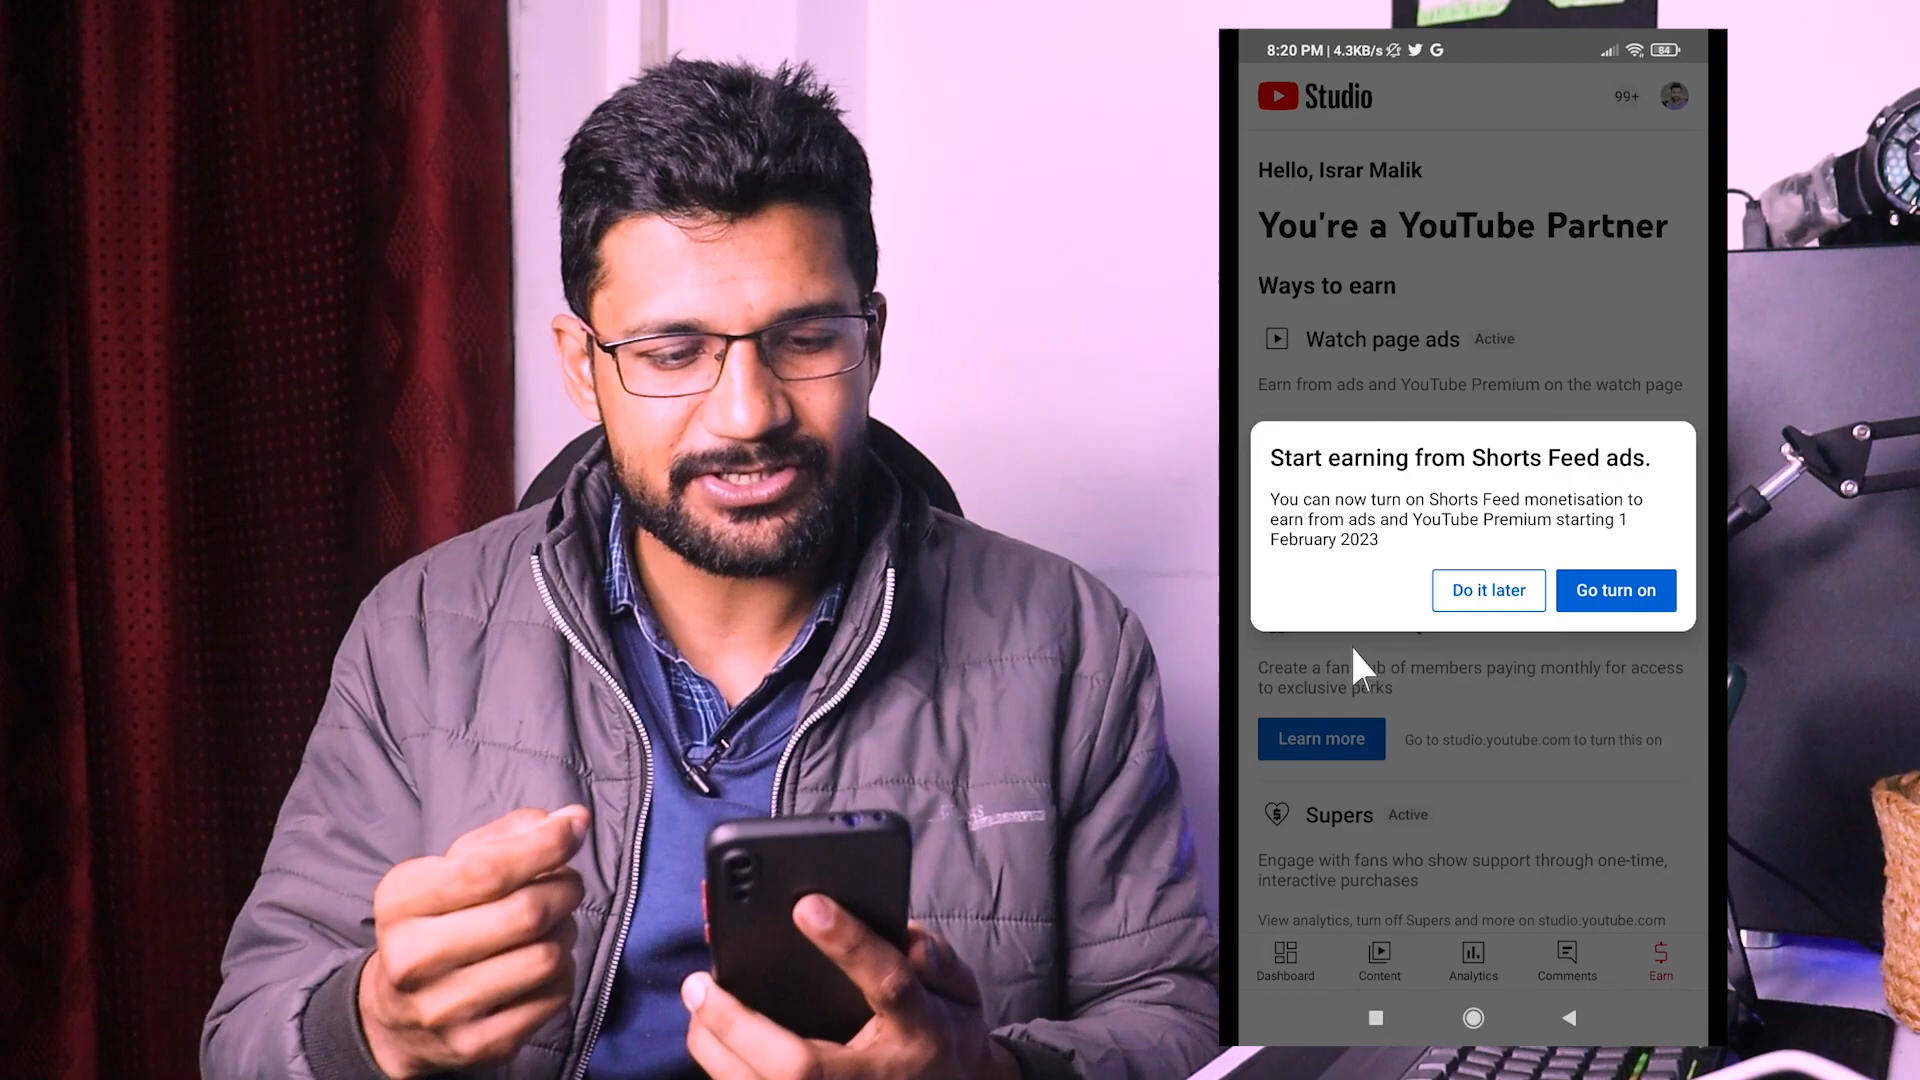 8:20 PM | 4.3KB/s
84
Studio
99+
Hello, Israr Malik
You're a YouTube Partner
Ways to earn
Watch page ads Active
Earn from ads and YouTube Premium on the watch page
Start earning from Shorts Feed ads.
You can now turn on Shorts Feed monetisation to
earn from ads and YouTube Premium starting 1
February 2023
Do it later
Go turn on
Create a fan of members paying monthly for access
to exclusive perks
Learn more
Go to studio.youtube.com to turn this on
Supers Active
Engage with fans who show support through one-time,
interactive purchases
View analytics, turn off Supers and more on studio.youtube.com
Dashboard
Content
Analytics
Comments
Earn